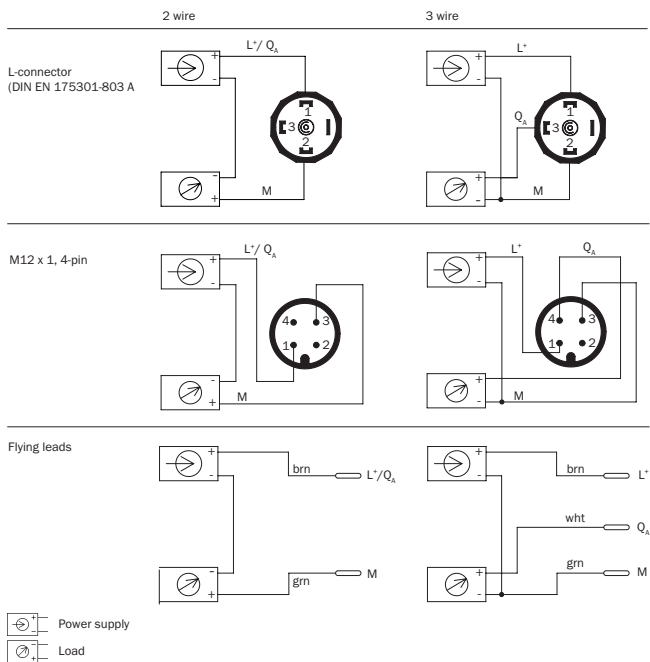 2 wire 3 wire
L-connector
(DIN EN 175301-803 A
L⁺/ Q_A
+
-
1
3
2
-
+
M
L⁺
+
-
Q_A
1
3
2
+
-
M
M12 x 1, 4-pin
L⁺/ Q_A
+
-
4 3
1 2
-
+
M
L⁺ Q_A
+
-
4 3
1 2
+
-
M
Flying leads
+
-
brn L⁺/Q_A
-
+
grn M
+
-
brn L⁺
wht Q_A
+
-
grn M
+
-
Power supply
-
+
Load